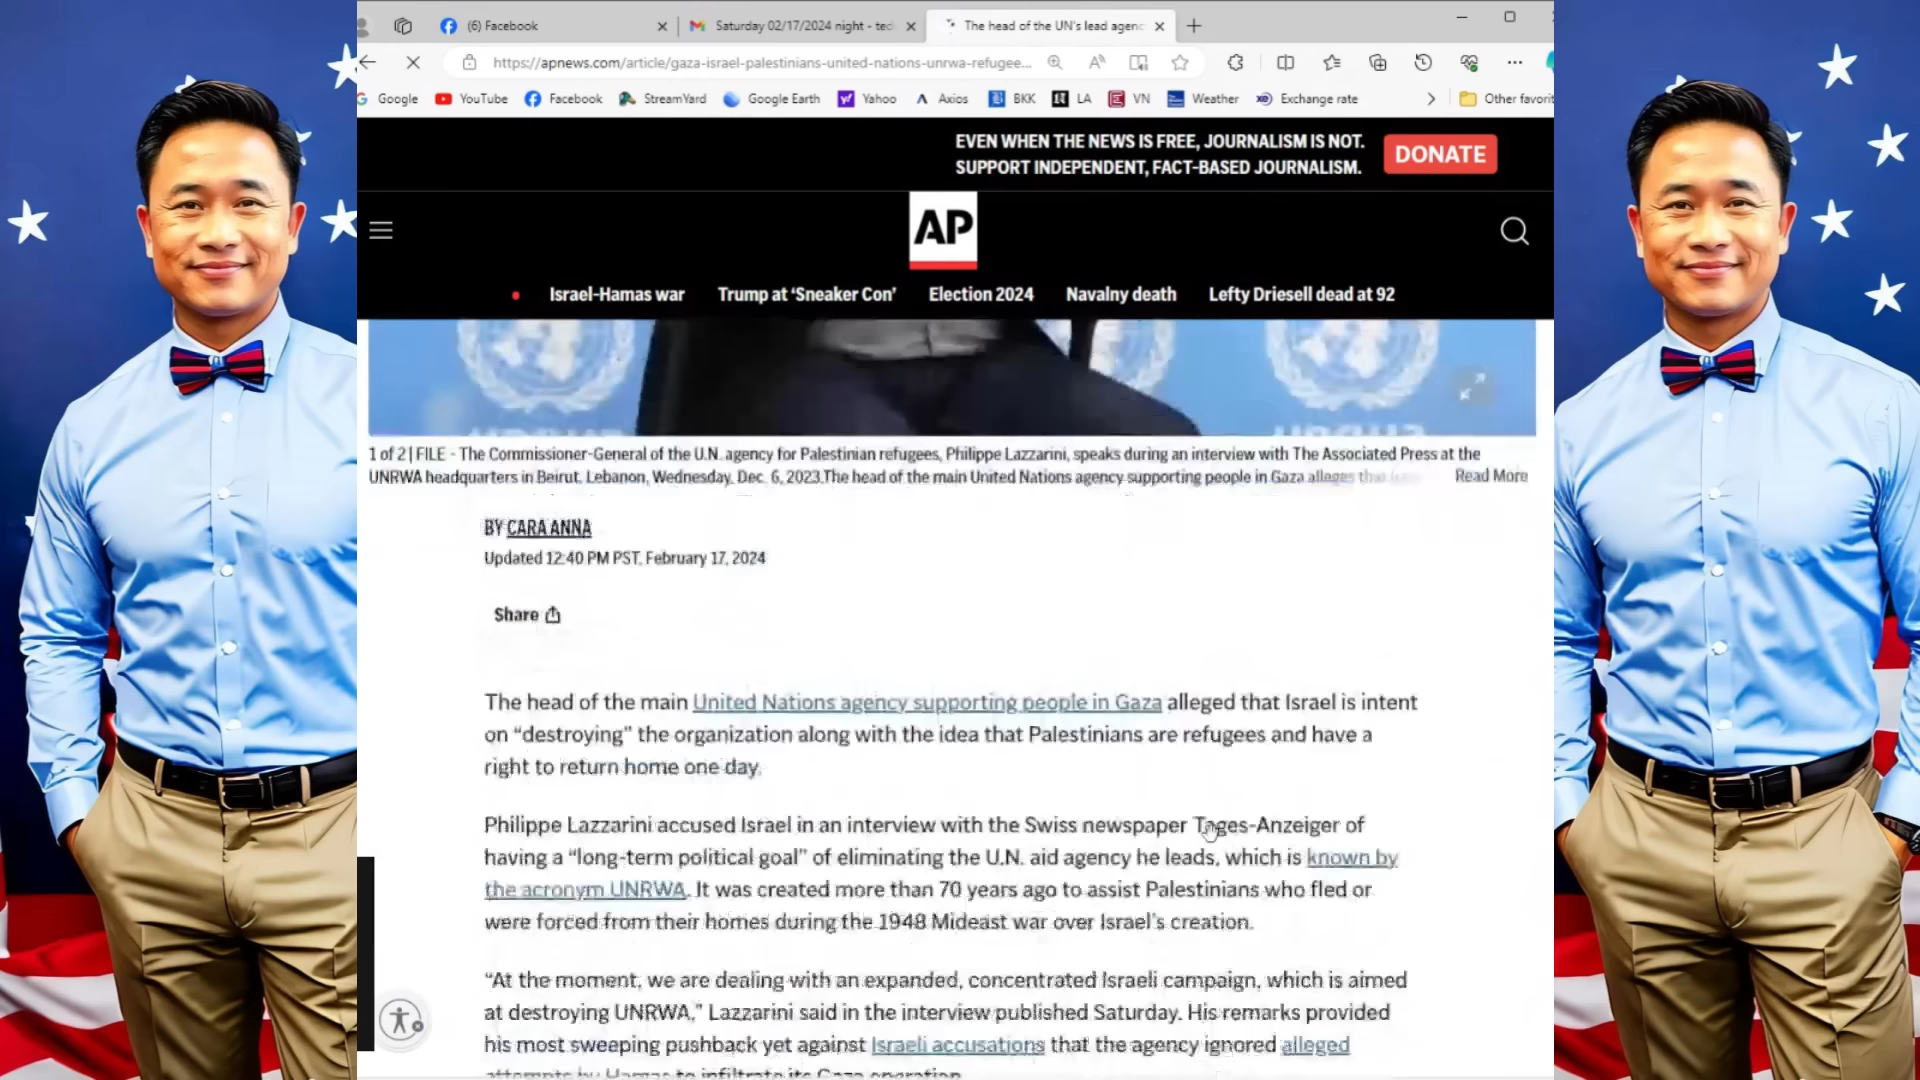 (6) Facebook
Saturday 02/17/2024 night - ted
The head of the UN's lead agenc
https://apnews.com/article/gaza-israel-palestinians-united-nations-unrwa-refugee...
Google YouTube Facebook StreamYard Google Earth Yahoo Axios BKK LA VN Weather Exchange rate Other favorit
EVEN WHEN THE NEWS IS FREE, JOURNALISM IS NOT.
SUPPORT INDEPENDENT, FACT-BASED JOURNALISM.
DONATE
AP
Israel-Hamas war Trump at ‘Sneaker Con’ Election 2024 Navalny death Lefty Driesell dead at 92
1 of 2 | FILE - The Commissioner-General of the U.N. agency for Palestinian refugees, Philippe Lazzarini, speaks during an interview with The Associated Press at the
UNRWA headquarters in Beirut, Lebanon, Wednesday, Dec. 6, 2023.The head of the main United Nations agency supporting people in Gaza alleges Read More
BY CARA ANNA
Updated 12:40 PM PST, February 17, 2024
Share
The head of the main United Nations agency supporting people in Gaza alleged that Israel is intent
on “destroying” the organization along with the idea that Palestinians are refugees and have a
right to return home one day.
Philippe Lazzarini accused Israel in an interview with the Swiss newspaper Tages-Anzeiger of
having a “long-term political goal” of eliminating the U.N. aid agency he leads, which is known by
the acronym UNRWA. It was created more than 70 years ago to assist Palestinians who fled or
were forced from their homes during the 1948 Mideast war over Israel’s creation.
“At the moment, we are dealing with an expanded, concentrated Israeli campaign, which is aimed
at destroying UNRWA,” Lazzarini said in the interview published Saturday. His remarks provided
his most sweeping pushback yet against Israeli accusations that the agency ignored alleged
attempts by Hamas to infiltrate its Gaza operation.